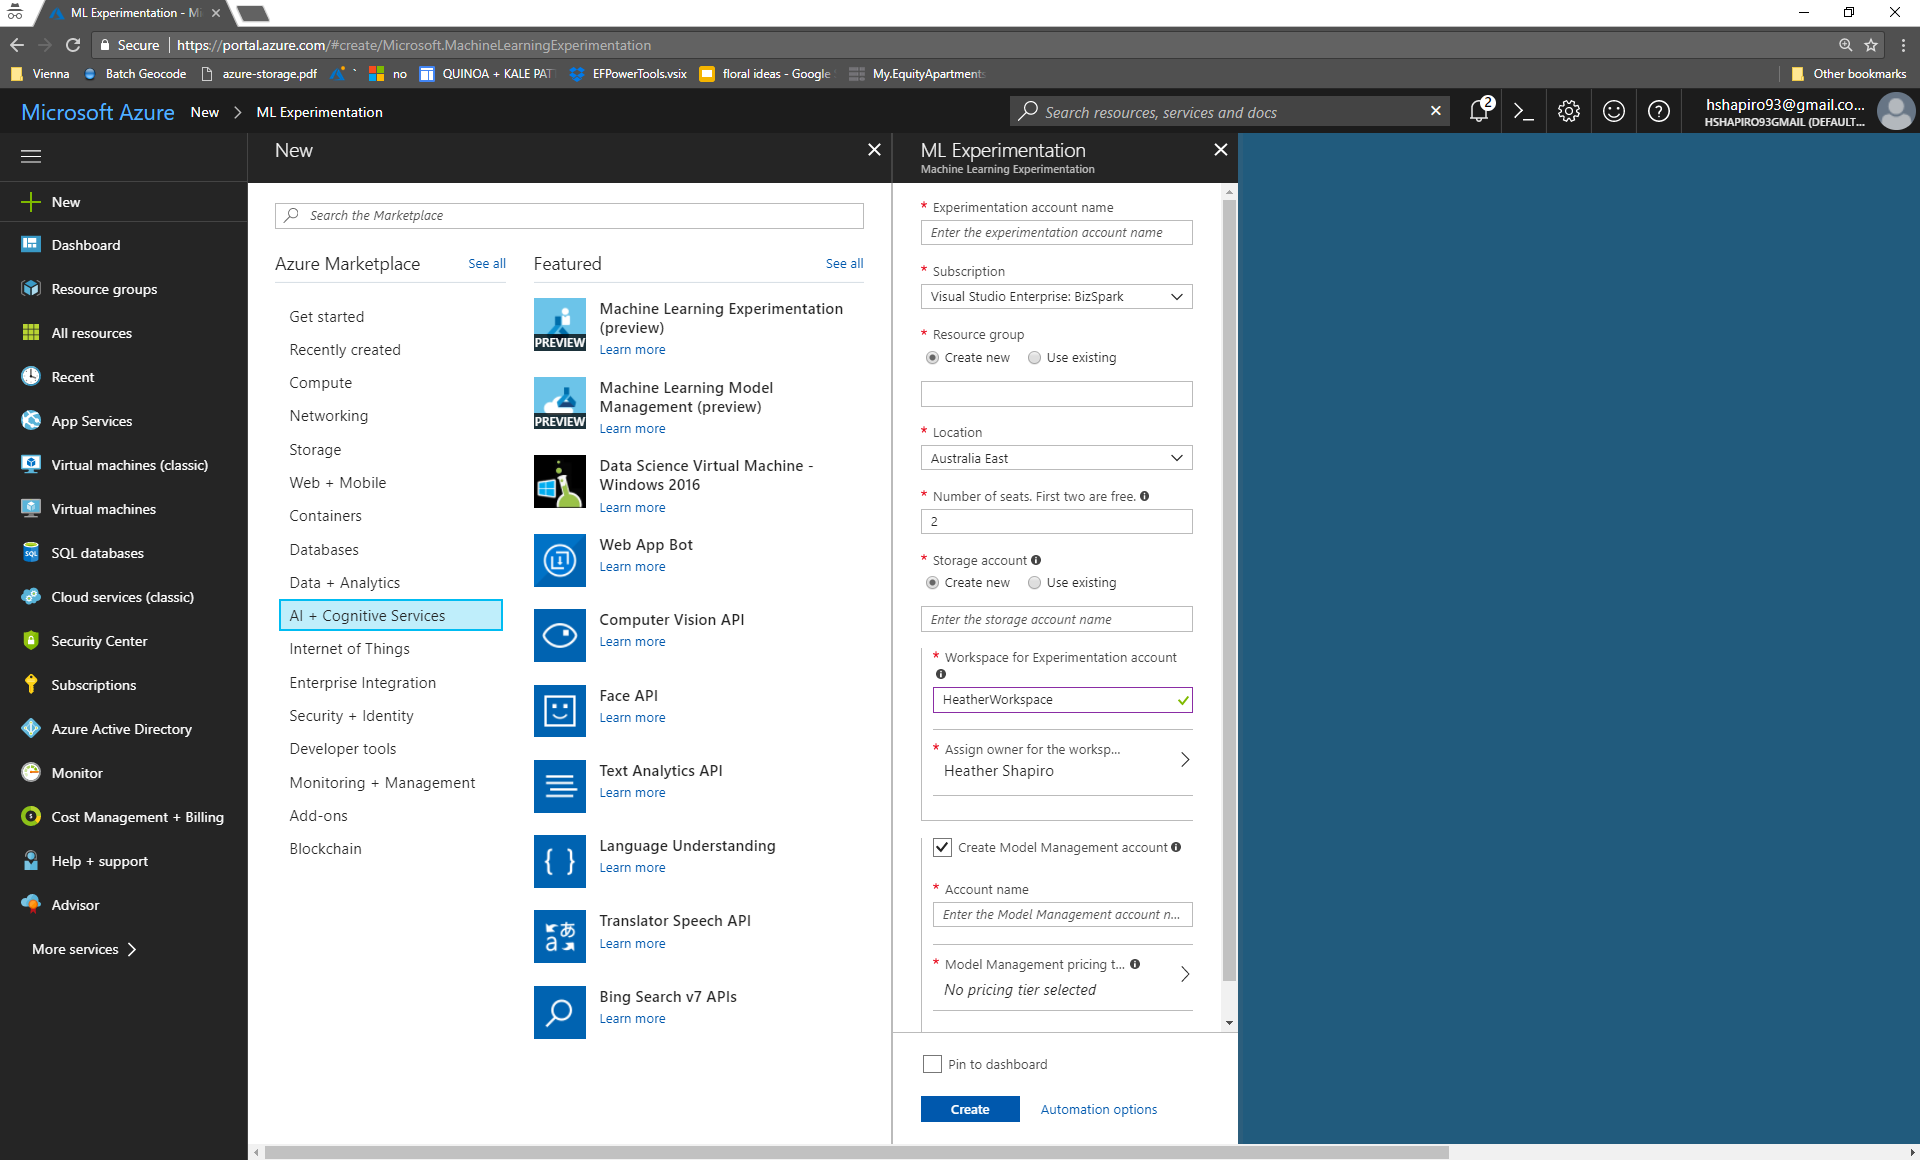 ML Experimentation - Mi
Secure | https://portal.azure.com/#create/Microsoft.MachineLearningExperimentation
Vienna
Batch Geocode
azure-storage.pdf
`
no
QUINOA + KALE PAT
EFPowerTools.vsix
floral ideas - Google
My.EquityApartments
Other bookmarks
Microsoft Azure
New > ML Experimentation
Search resources, services and docs
2
hshapiro93@gmail.co...
HSHAPIRO93GMAIL (DEFAULT...
New
Dashboard
Resource groups
All resources
Recent
App Services
Virtual machines (classic)
Virtual machines
SQL databases
Cloud services (classic)
Security Center
Subscriptions
Azure Active Directory
Monitor
Cost Management + Billing
Help + support
Advisor
More services >
New
Search the Marketplace
Azure Marketplace
See all
Get started
Recently created
Compute
Networking
Storage
Web + Mobile
Containers
Databases
Data + Analytics
AI + Cognitive Services
Internet of Things
Enterprise Integration
Security + Identity
Developer tools
Monitoring + Management
Add-ons
Blockchain
Featured
See all
PREVIEW
Machine Learning Experimentation
(preview)
Learn more
PREVIEW
Machine Learning Model
Management (preview)
Learn more
Data Science Virtual Machine -
Windows 2016
Learn more
Web App Bot
Learn more
Computer Vision API
Learn more
Face API
Learn more
Text Analytics API
Learn more
Language Understanding
Learn more
Translator Speech API
Learn more
Bing Search v7 APIs
Learn more
ML Experimentation
Machine Learning Experimentation
* Experimentation account name
Enter the experimentation account name
* Subscription
Visual Studio Enterprise: BizSpark
* Resource group
Create new
Use existing
* Location
Australia East
* Number of seats. First two are free.
2
* Storage account
Create new
Use existing
Enter the storage account name
* Workspace for Experimentation account
HeatherWorkspace
* Assign owner for the worksp...
Heather Shapiro
Create Model Management account
* Account name
Enter the Model Management account n...
* Model Management pricing t...
No pricing tier selected
Pin to dashboard
Create
Automation options